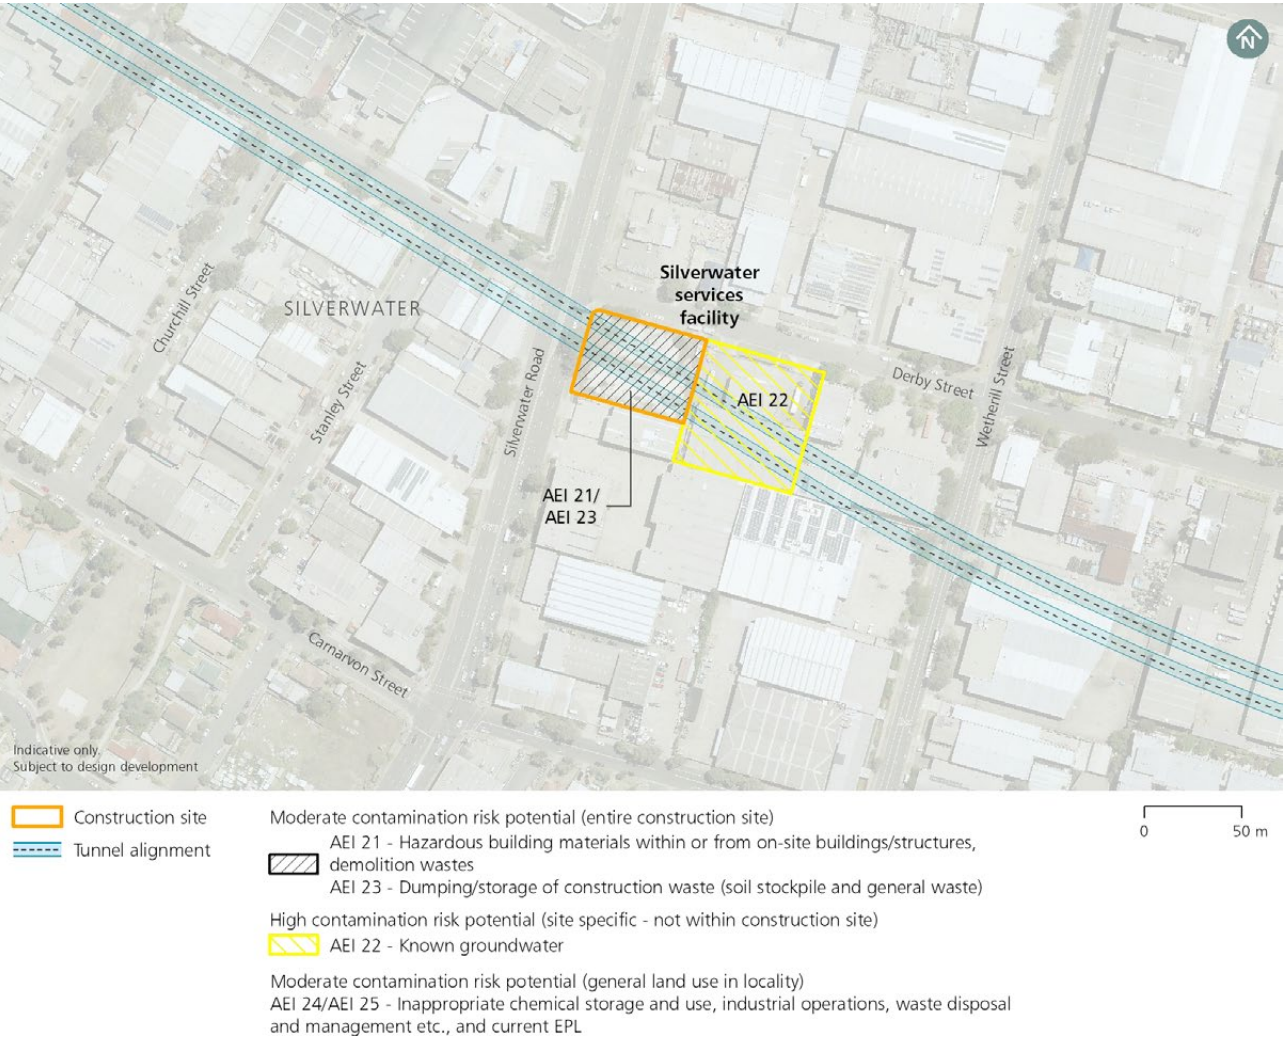 N
Silverwater
services
facility
SILVERWATER
Churchill Street
Stanley Street
Silverwater Road
Derby Street
Wetherill Street
AEI 22
AEI 21/
AEI 23
Carnarvon Street
Indicative only.
Subject to design development
Construction site
Tunnel alignment
Moderate contamination risk potential (entire construction site)
AEI 21 - Hazardous building materials within or from on-site buildings/structures,
demolition wastes
AEI 23 - Dumping/storage of construction waste (soil stockpile and general waste)
High contamination risk potential (site specific - not within construction site)
AEI 22 - Known groundwater
Moderate contamination risk potential (general land use in locality)
AEI 24/AEI 25 - Inappropriate chemical storage and use, industrial operations, waste disposal
and management etc., and current EPL
0 50 m